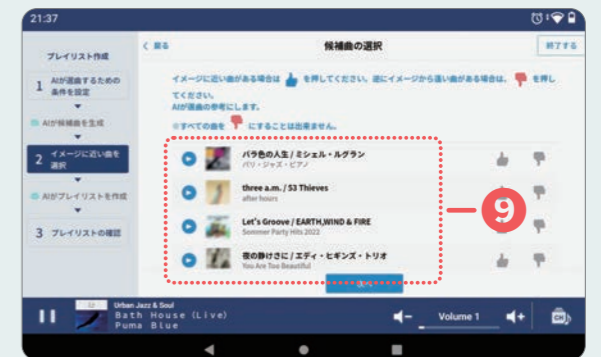 21:37
プレイリスト作成
1 AIが選曲するための
条件を設定
AIが候補曲を生成
2 イメージに近い曲を
選択
AIがプレイリストを作成
3 プレイリストの確認
戻る
候補曲の選択
終了する
イメージに近い曲がある場合は を押してください。逆にイメージから遠い曲がある場合は、 を押し
てください。
AIが選曲の参考にします。
※すべての曲を にすることは出来ません。
バラ色の人生 / ミシェル・ルグラン
パリ・ジャズ・ピアノ
three a.m. / 53 Thieves
after hours
Let's Groove / EARTH,WIND & FIRE
Sommer Party Hits 2022
夜の静けさに / エディ・ヒギンズ・トリオ
You Are Too Beautiful
9
Urban Jazz & Soul
Bath House (Live)
Puma Blue
Volume 1
CH